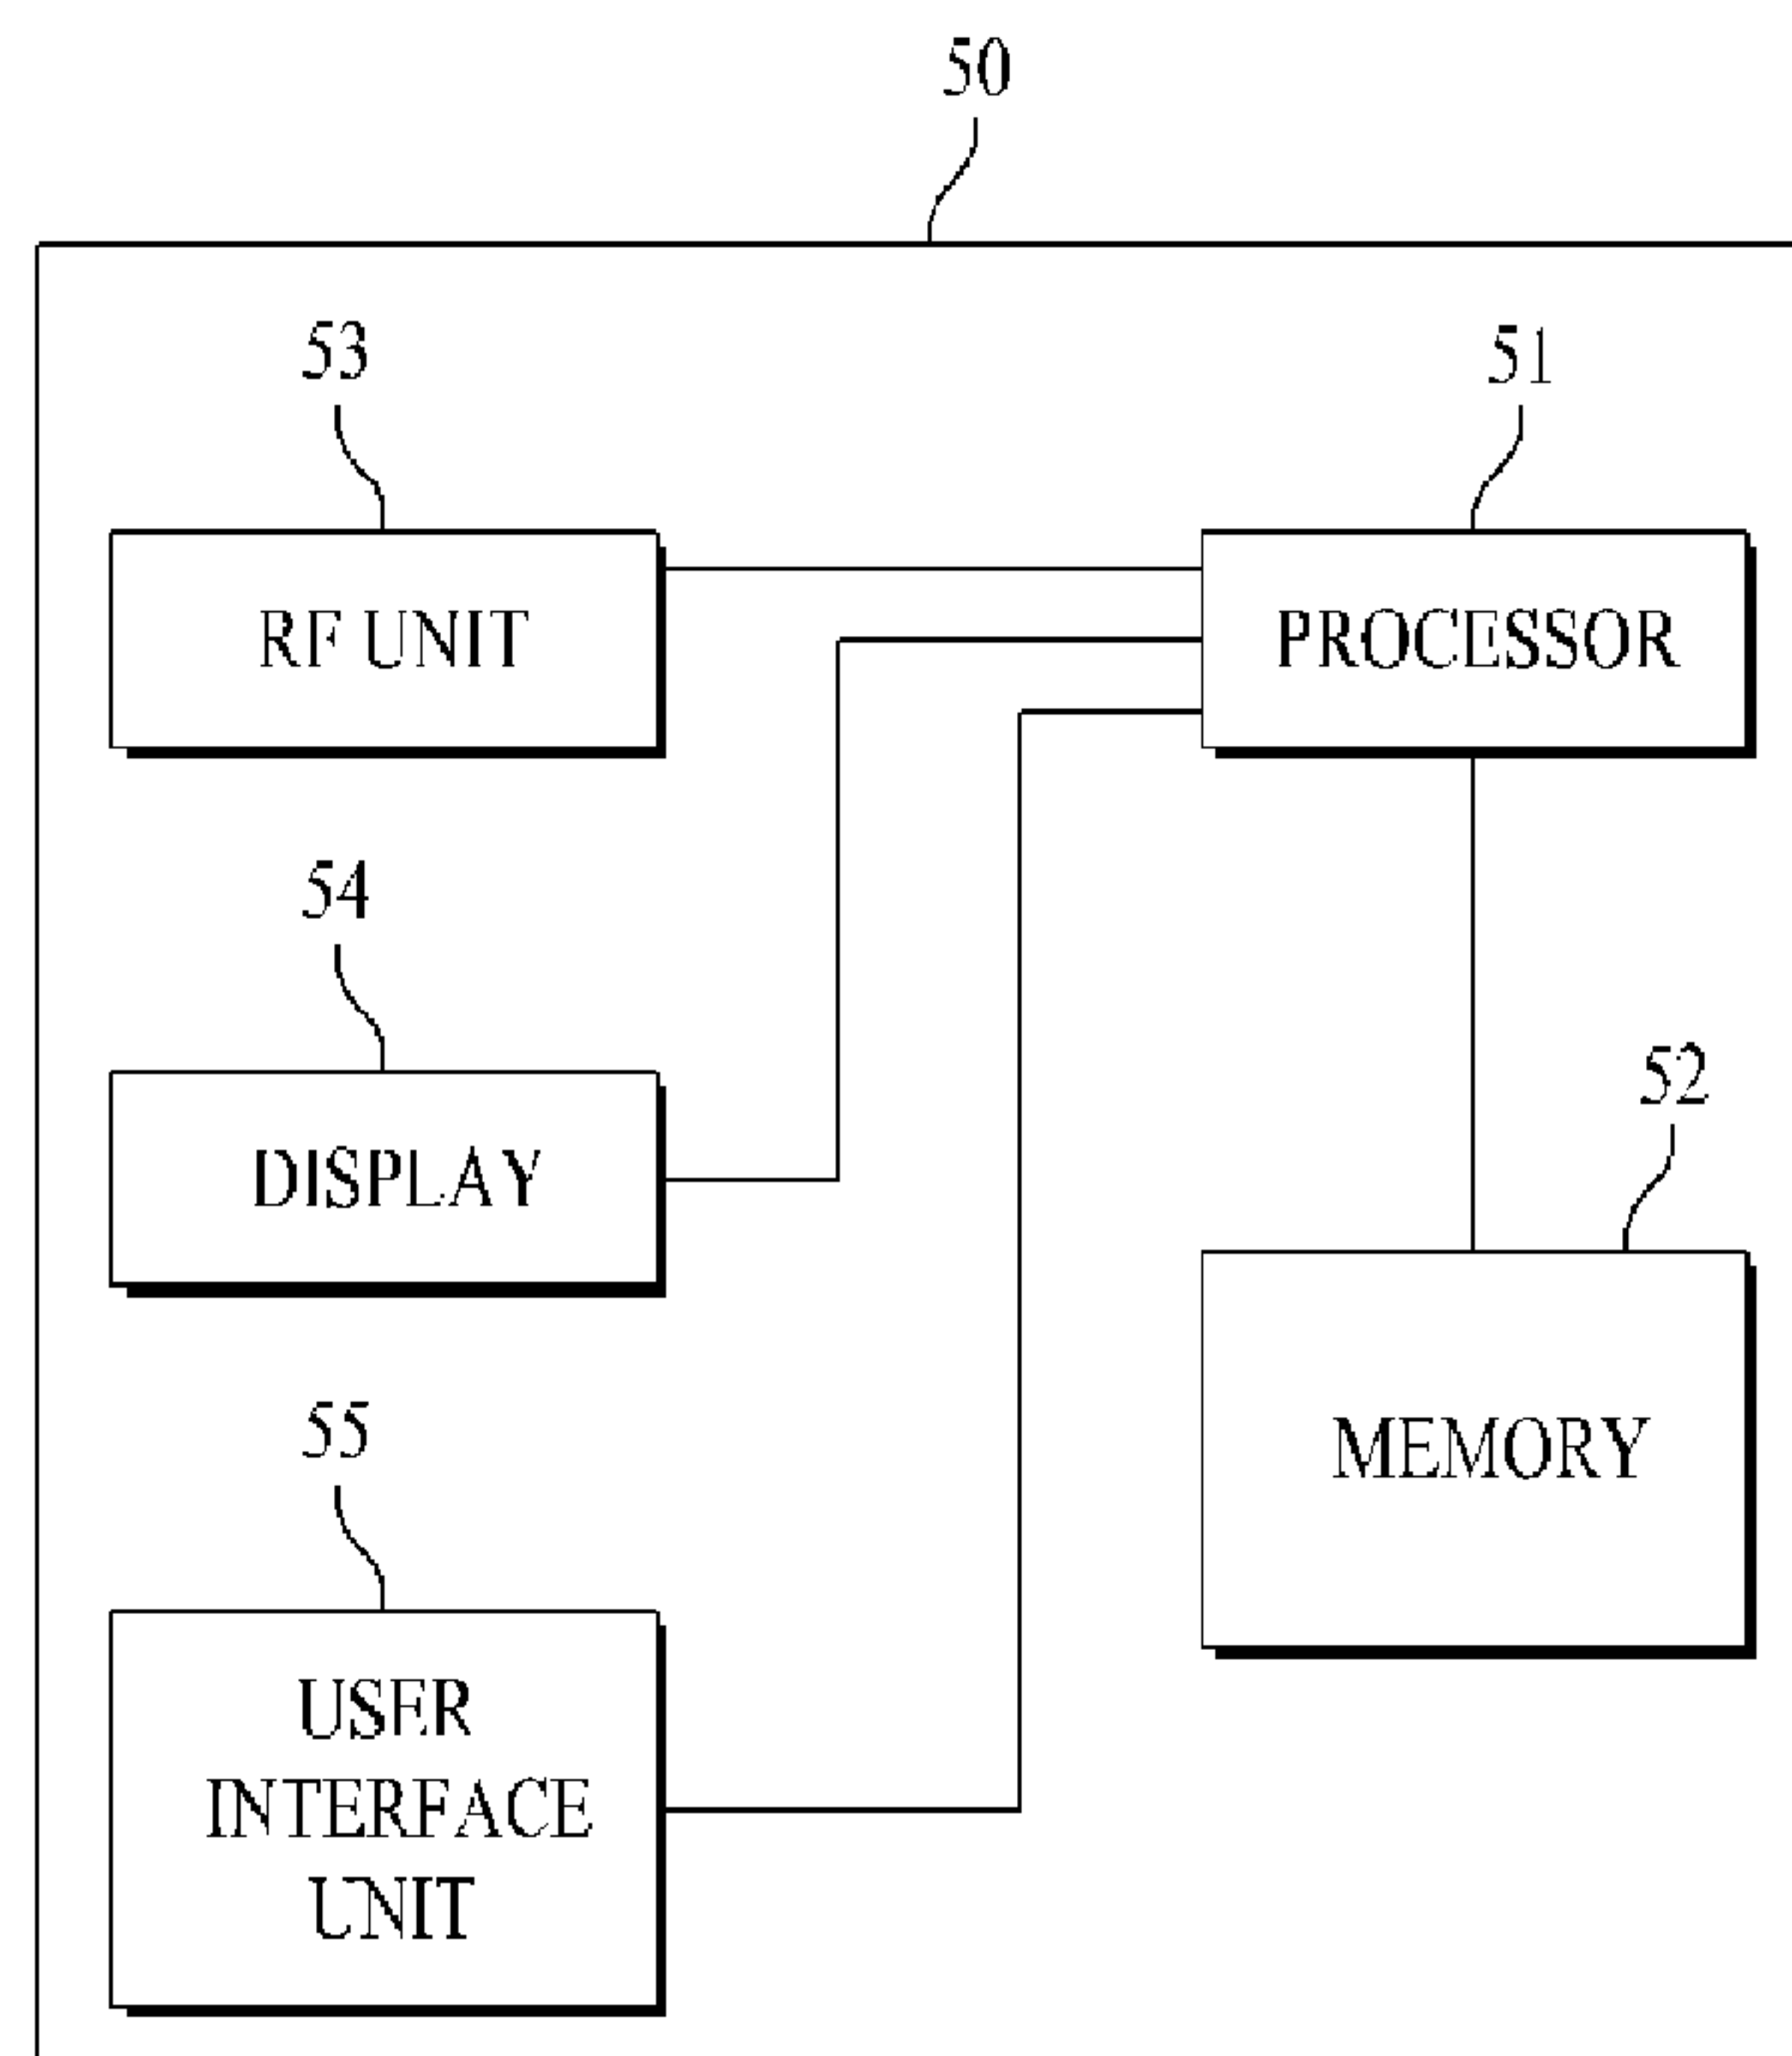 50
53
51
RF UNIT
PROCESSOR
54
52
DISPLAY
MEMORY
55
USER
INTERFACE
UNIT